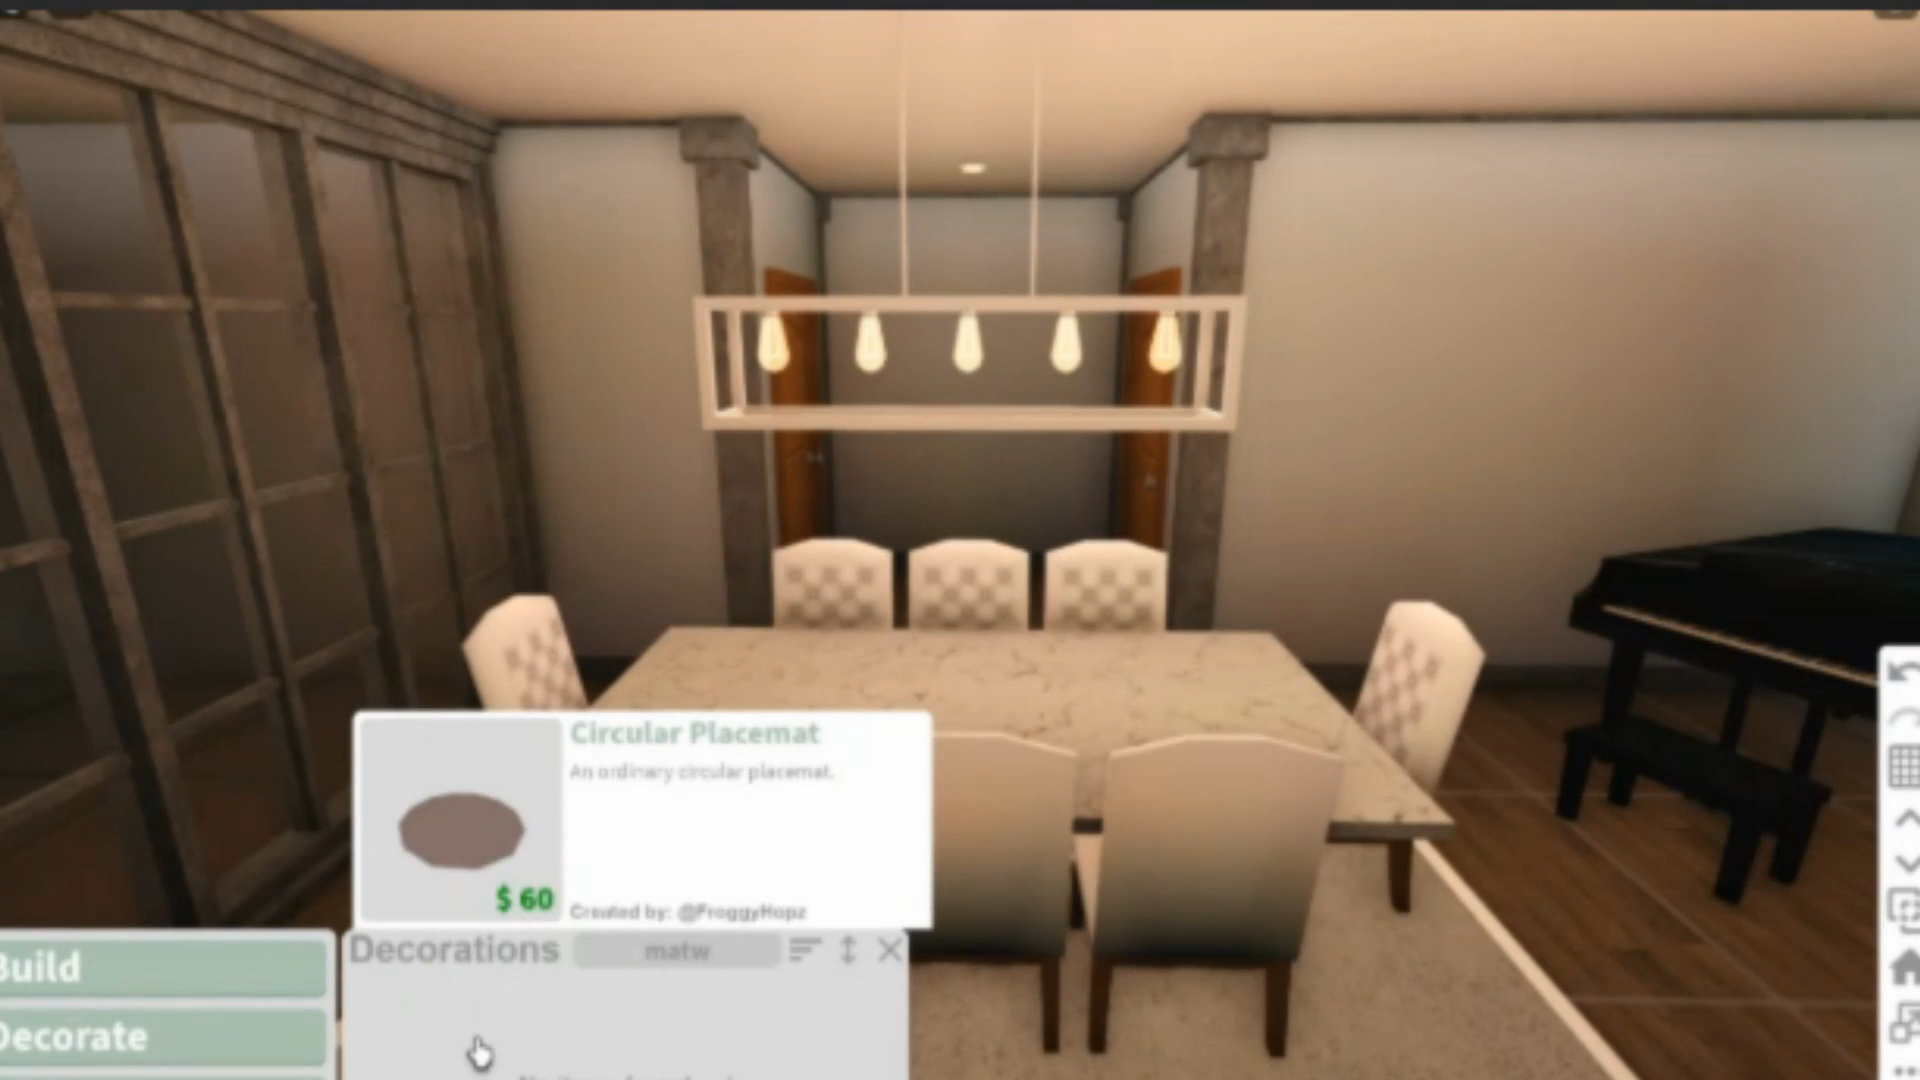 Circular Placemat
An ordinary circular placemat.
$ 60
Created by: @FroggyHopz
Decorations
matw
Build
Decorate